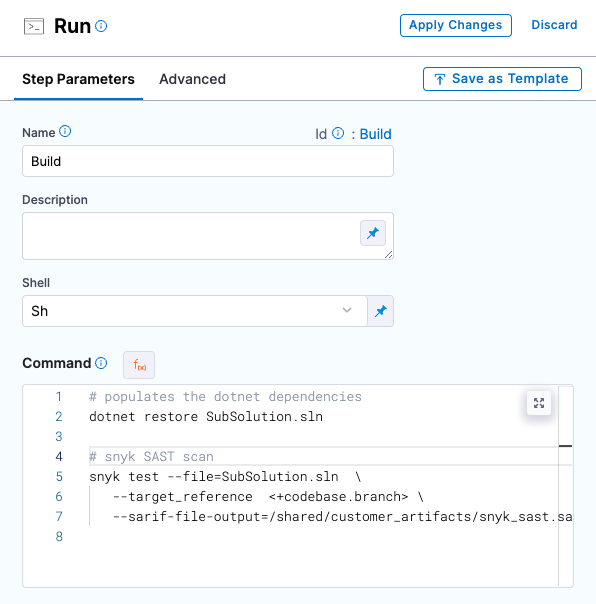 Run
Apply Changes
Discard
Step Parameters
Advanced
Save as Template
Name
Id : Build
Build
Description
Shell
Sh
Command
f(x)
1 # populates the dotnet dependencies
2 dotnet restore SubSolution.sln
3
4 # snyk SAST scan
5 snyk test --file=SubSolution.sln \
6 --target_reference <+codebase.branch> \
7 --sarif-file-output=/shared/customer_artifacts/snyk_sast.sa
8